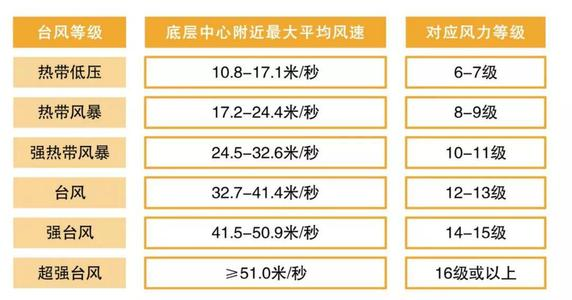 台风等级 底层中心附近最大平均风速 对应风力等级
热带低压 10.8–17.1米/秒 6–7级
热带风暴 17.2–24.4米/秒 8–9级
强热带风暴 24.5–32.6米/秒 10–11级
台风 32.7–41.4米/秒 12–13级
强台风 41.5–50.9米/秒 14–15级
超强台风 ≥51.0米/秒 16级或以上